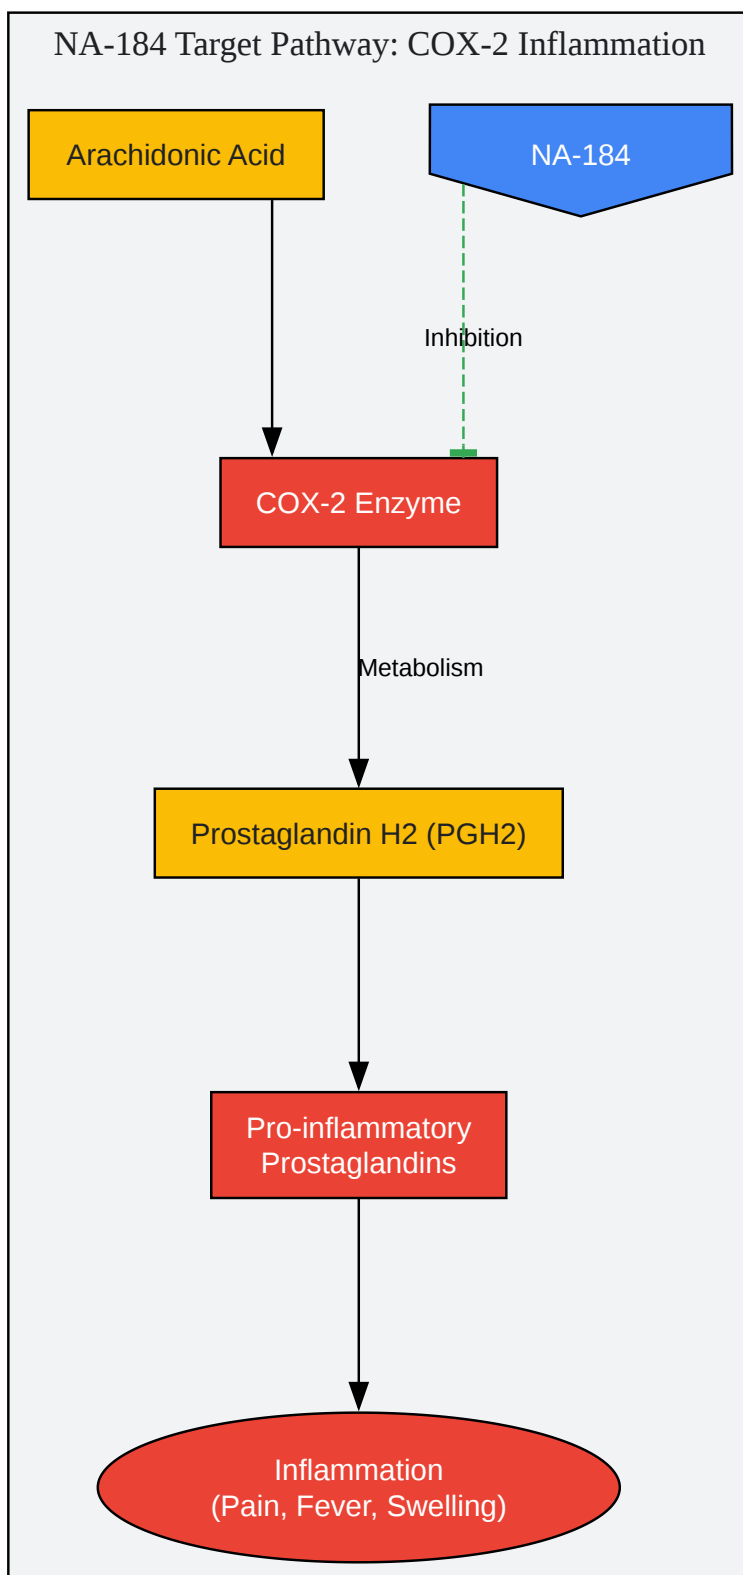 NA-184 Target Pathway: COX-2 Inflammation
Arachidonic Acid
NA-184
Inhibition
COX-2 Enzyme
Metabolism
Prostaglandin H2 (PGH2)
Pro-inflammatory
Prostaglandins
Inflammation
(Pain, Fever, Swelling)